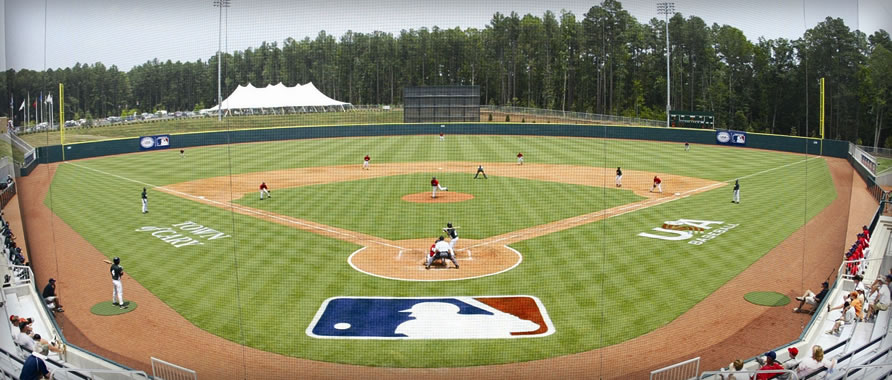 TOWN
of CARY
USA
BASEBALL